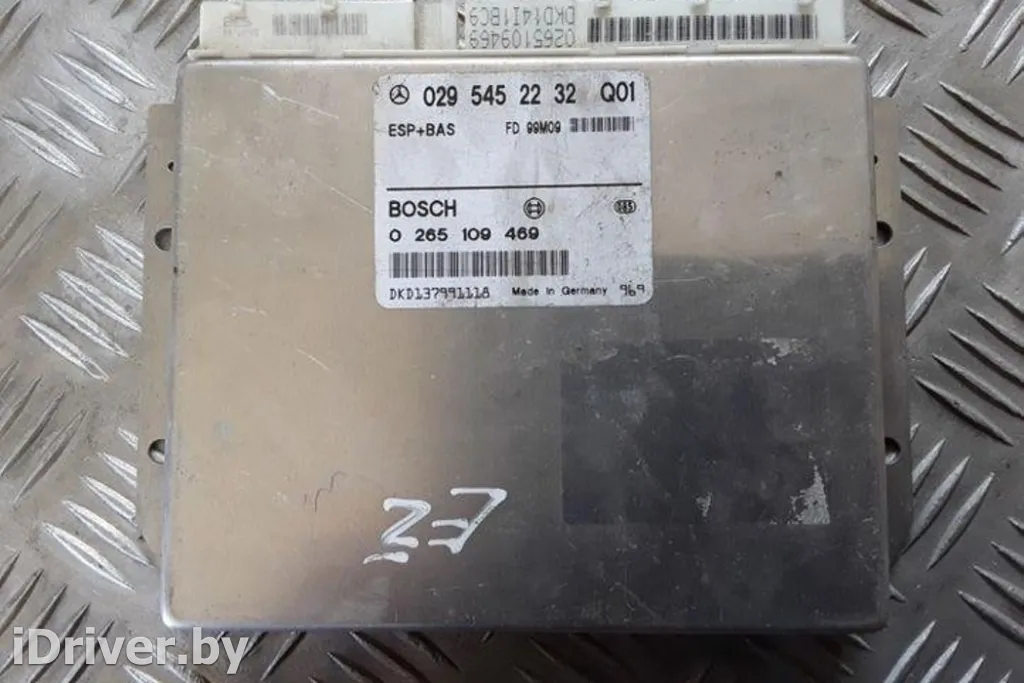 0265109469
DKD14I1BC9
029 545 22 32 Q01
ESP+BAS FD 99M09
BOSCH
0 265 109 469
DKD137991118 Made in Germany 969
iDriver.by